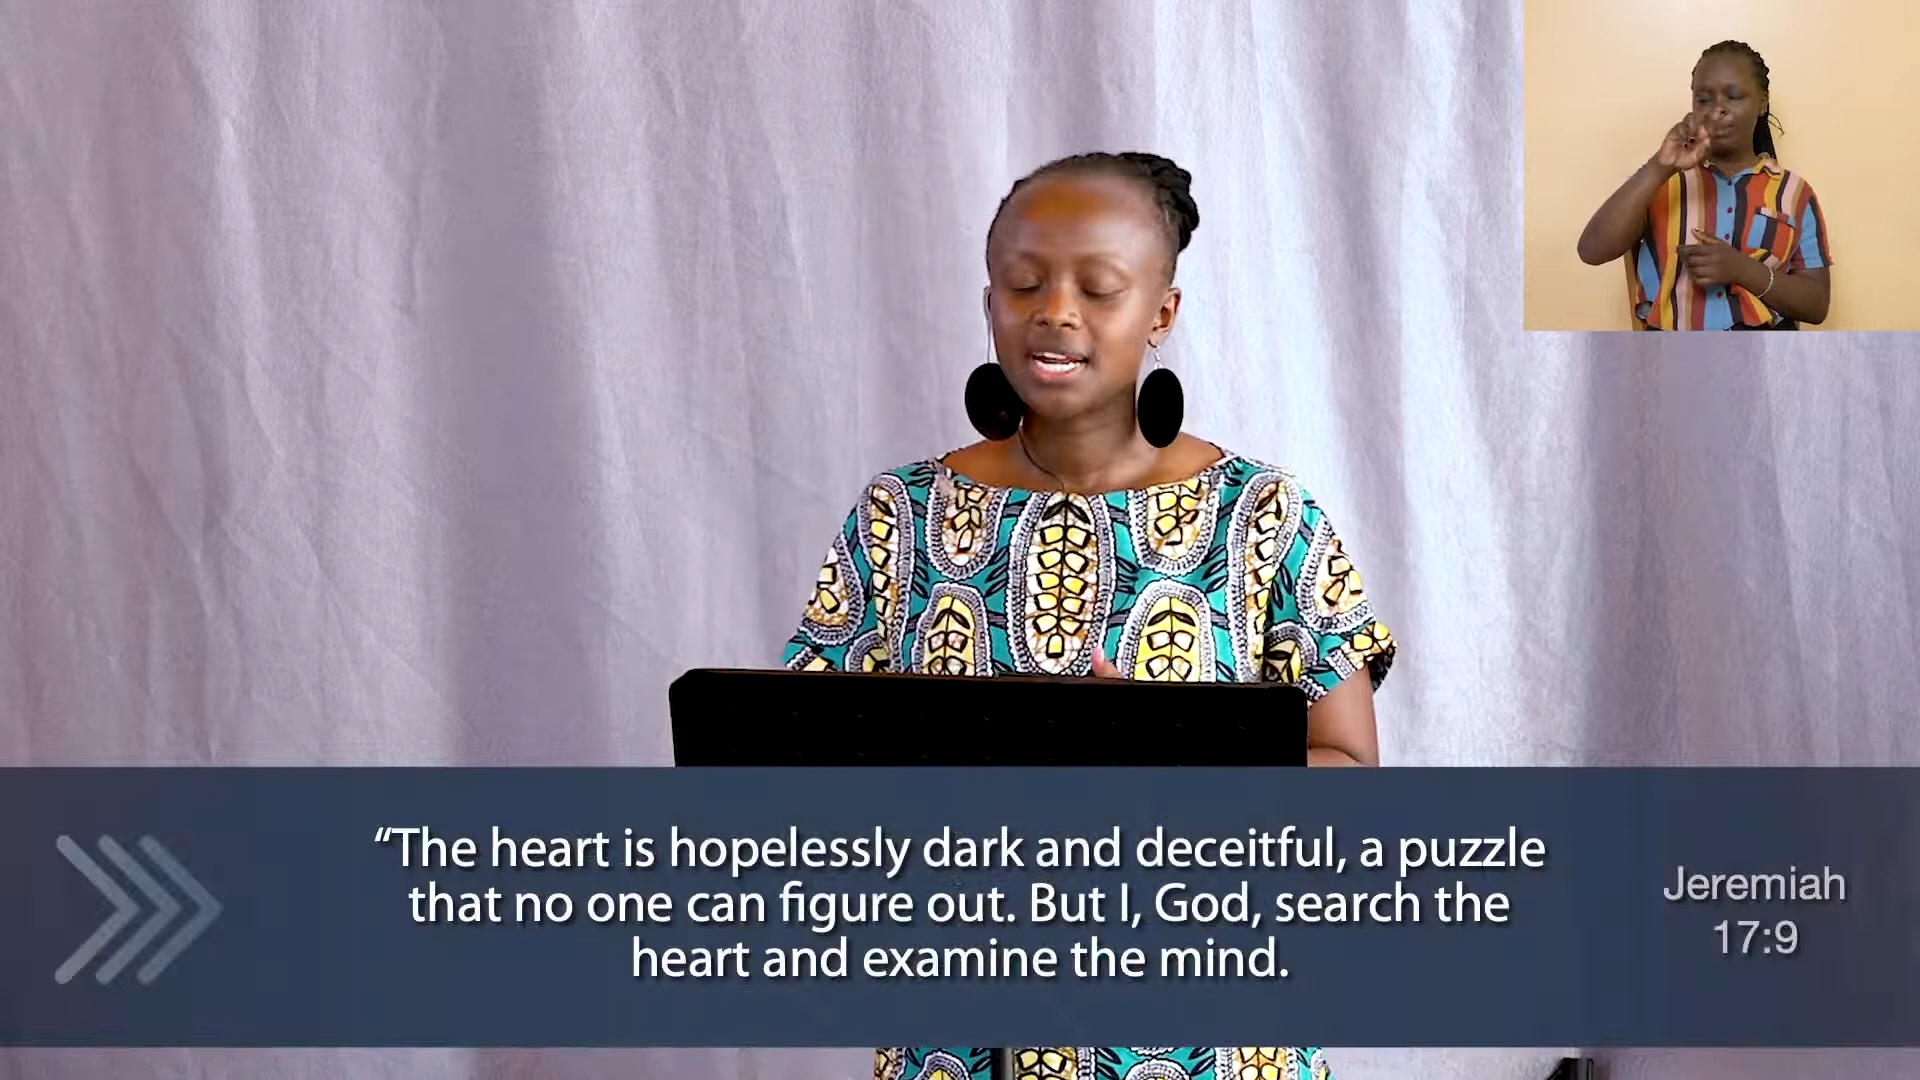 “The heart is hopelessly dark and deceitful, a puzzle
that no one can figure out. But I, God, search the
heart and examine the mind.
Jeremiah
17:9